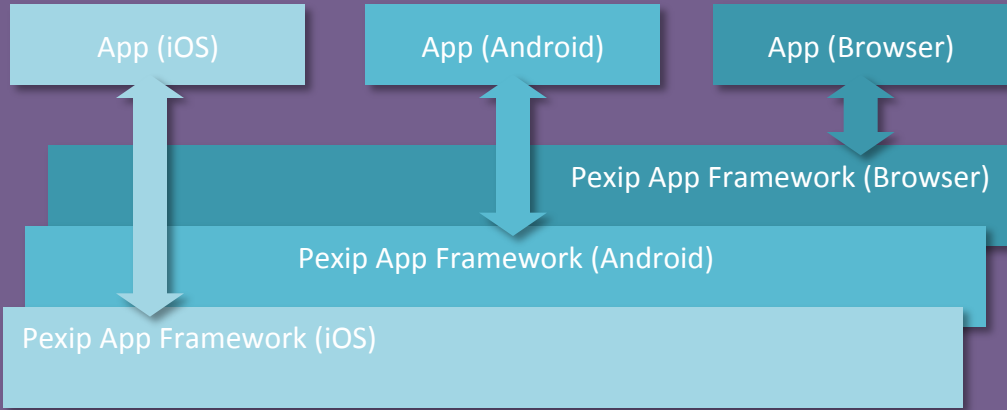 App (iOS)
App (Android)
App (Browser)
Pexip App Framework (Browser)
Pexip App Framework (Android)
Pexip App Framework (iOS)